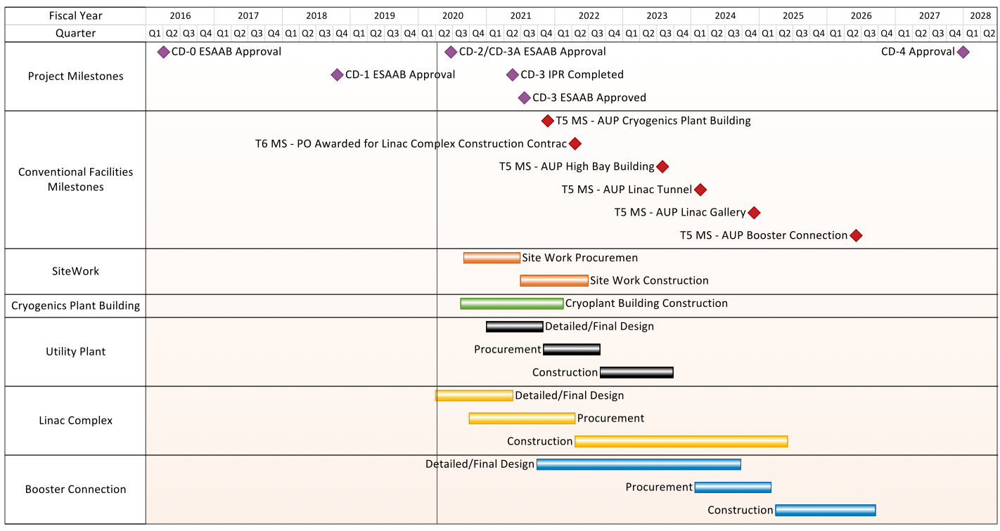 Fiscal Year 2016 2017 2018 2019 2020 2021 2022 2023 2024 2025 2026 2027 2028
Quarter Q1 Q2 Q3 Q4 Q1 Q2 Q3 Q4 Q1 Q2 Q3 Q4 Q1 Q2 Q3 Q4 Q1 Q2 Q3 Q4 Q1 Q2 Q3 Q4 Q1 Q2 Q3 Q4 Q1 Q2 Q3 Q4 Q1 Q2 Q3 Q4 Q1 Q2 Q3 Q4 Q1 Q2 Q3 Q4 Q1 Q2 Q3 Q4 Q1 Q2
Project Milestones
CD-0 ESAAB Approval CD-2/CD-3A ESAAB Approval CD-4 Approval
CD-1 ESAAB Approval CD-3 IPR Completed
CD-3 ESAAB Approved
Conventional Facilities
Milestones
T5 MS - AUP Cryogenics Plant Building
T6 MS - PO Awarded for Linac Complex Construction Contrac
T5 MS - AUP High Bay Building
T5 MS - AUP Linac Tunnel
T5 MS - AUP Linac Gallery
T5 MS - AUP Booster Connection
SiteWork
Site Work Procuremen
Site Work Construction
Cryogenics Plant Building
Cryoplant Building Construction
Utility Plant
Detailed/Final Design
Procurement
Construction
Linac Complex
Detailed/Final Design
Procurement
Construction
Booster Connection
Detailed/Final Design
Procurement
Construction